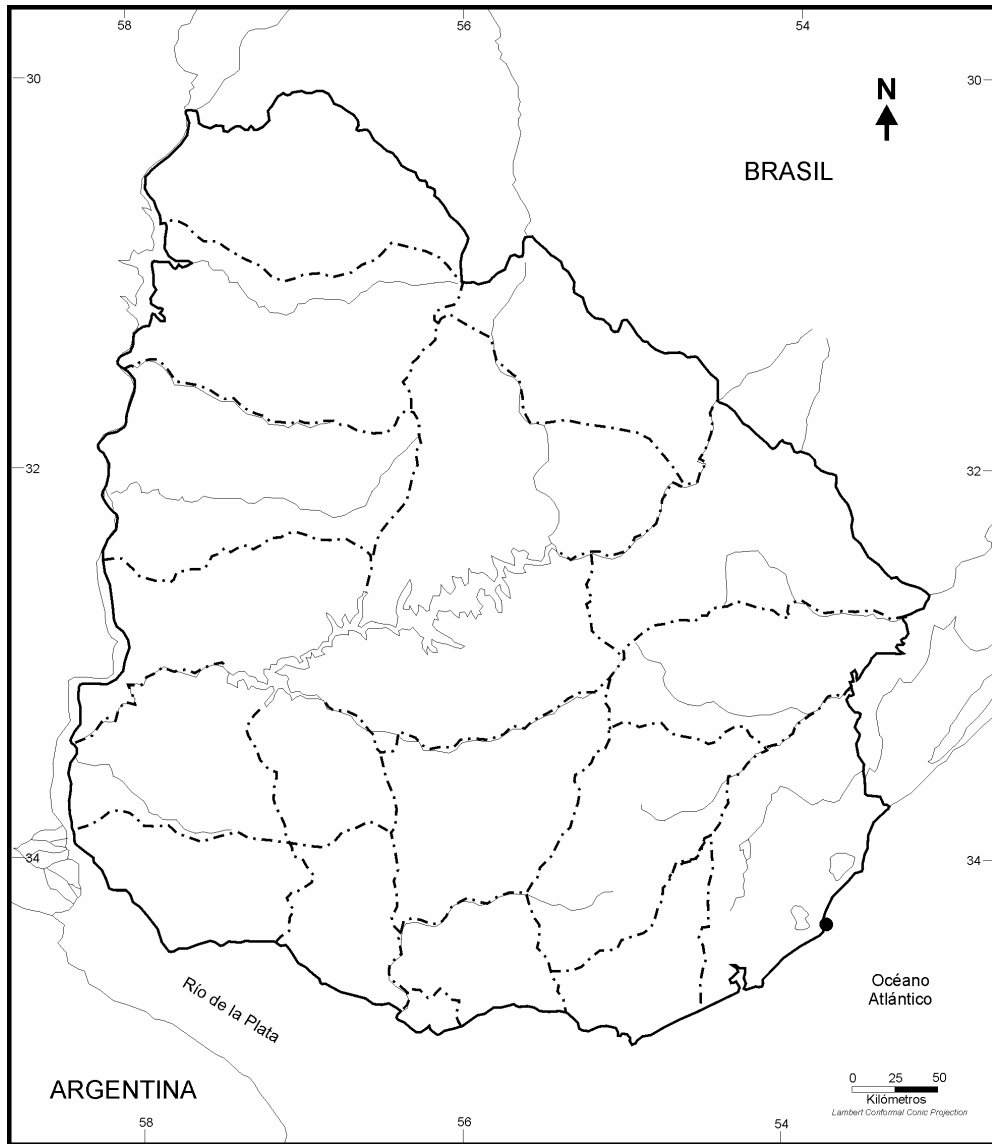 58
56
54
30
30
N
BRASIL
32
32
34
34
Océano
Atlántico
Río de la Plata
ARGENTINA
0 25 50
Kilómetros
Lambert Conformal Conic Projection
58
56
54